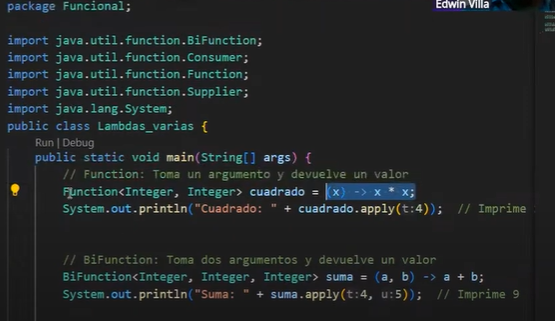 Edwin Villa
package Funcional;
import java.util.function.BiFunction;
import java.util.function.Consumer;
import java.util.function.Function;
import java.util.function.Supplier;
import java.lang.System;
public class Lambdas_varias {
Run | Debug
public static void main(String[] args) {
// Function: Toma un argumento y devuelve un valor
Function<Integer, Integer> cuadrado = (x) -> x * x;
System.out.println("Cuadrado: " + cuadrado.apply(t:4)); // Imprime
// BiFunction: Toma dos argumentos y devuelve un valor
BiFunction<Integer, Integer, Integer> suma = (a, b) -> a + b;
System.out.println("Suma: " + suma.apply(t:4, u:5)); // Imprime 9